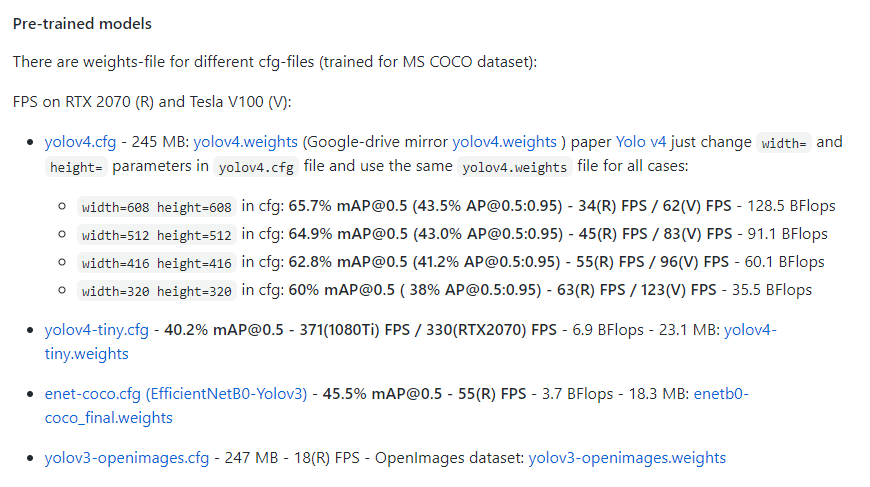 Pre-trained models
There are weights-file for different cfg-files (trained for MS COCO dataset):
FPS on RTX 2070 (R) and Tesla V100 (V):
• yolov4.cfg - 245 MB: yolov4.weights (Google-drive mirror yolov4.weights ) paper Yolo v4 just change width= and
height= parameters in yolov4.cfg file and use the same yolov4.weights file for all cases:
○ width=608 height=608 in cfg: 65.7% mAP@0.5 (43.5% AP@0.5:0.95) - 34(R) FPS / 62(V) FPS - 128.5 BFlops
○ width=512 height=512 in cfg: 64.9% mAP@0.5 (43.0% AP@0.5:0.95) - 45(R) FPS / 83(V) FPS - 91.1 BFlops
○ width=416 height=416 in cfg: 62.8% mAP@0.5 (41.2% AP@0.5:0.95) - 55(R) FPS / 96(V) FPS - 60.1 BFlops
○ width=320 height=320 in cfg: 60% mAP@0.5 ( 38% AP@0.5:0.95) - 63(R) FPS / 123(V) FPS - 35.5 BFlops
• yolov4-tiny.cfg - 40.2% mAP@0.5 - 371(1080Ti) FPS / 330(RTX2070) FPS - 6.9 BFlops - 23.1 MB: yolov4-
tiny.weights
• enet-coco.cfg (EfficientNetB0-Yolov3) - 45.5% mAP@0.5 - 55(R) FPS - 3.7 BFlops - 18.3 MB: enetb0-
coco_final.weights
• yolov3-openimages.cfg - 247 MB - 18(R) FPS - OpenImages dataset: yolov3-openimages.weights